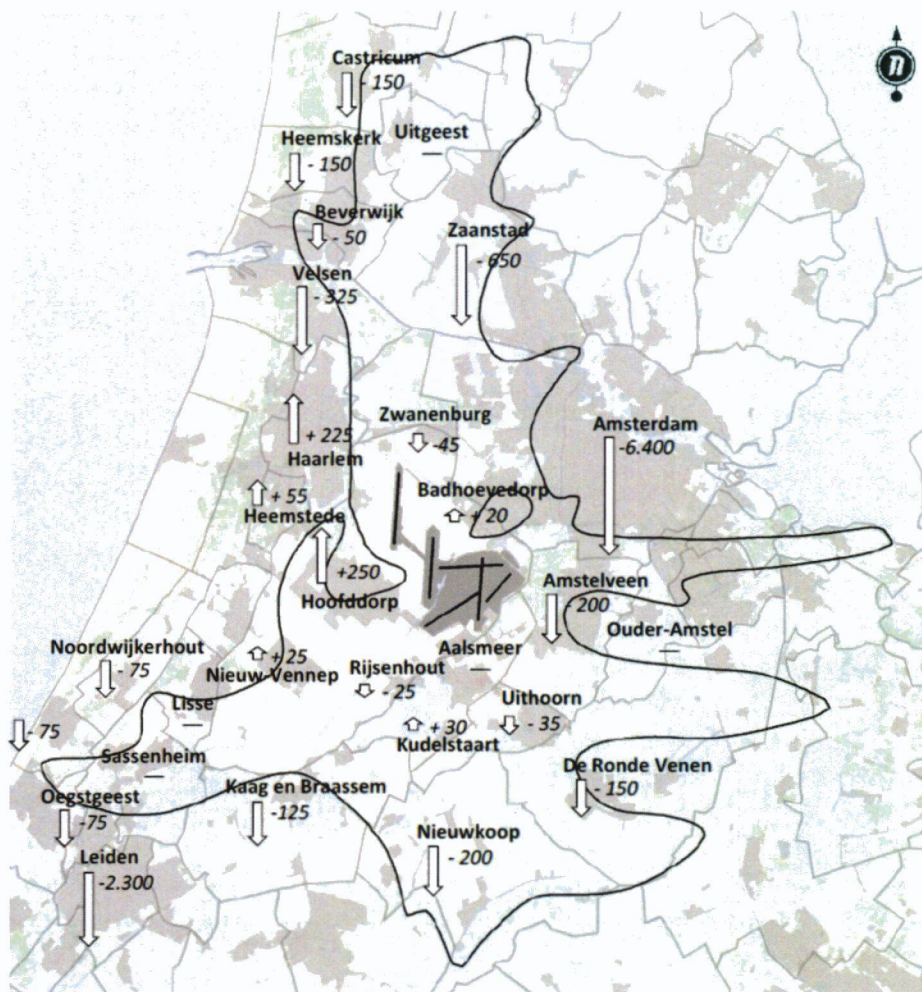 Castricum
- 150
Uitgeest
—
Heemskerk
- 150
Beverwijk
- 50
Zaanstad
- 650
Velsen
- 325
Zwanenburg
-45
Amsterdam
-6.400
+ 225
Haarlem
Badhoevedorp
+ 20
+ 55
Heemstede
+250
Hoofddorp
Amstelveen
- 200
Ouder-Amstel
—
Noordwijkerhout
- 75
+ 25
Nieuw-Vennep
Aalsmeer
—
Rijsenhout
- 25
Lisse
—
Uithoorn
- 35
- 75
+ 30
Kudelstaart
Sassenheim
—
De Ronde Venen
- 150
Oegstgeest
-75
Kaag en Braassem
-125
Nieuwkoop
- 200
Leiden
-2.300
n